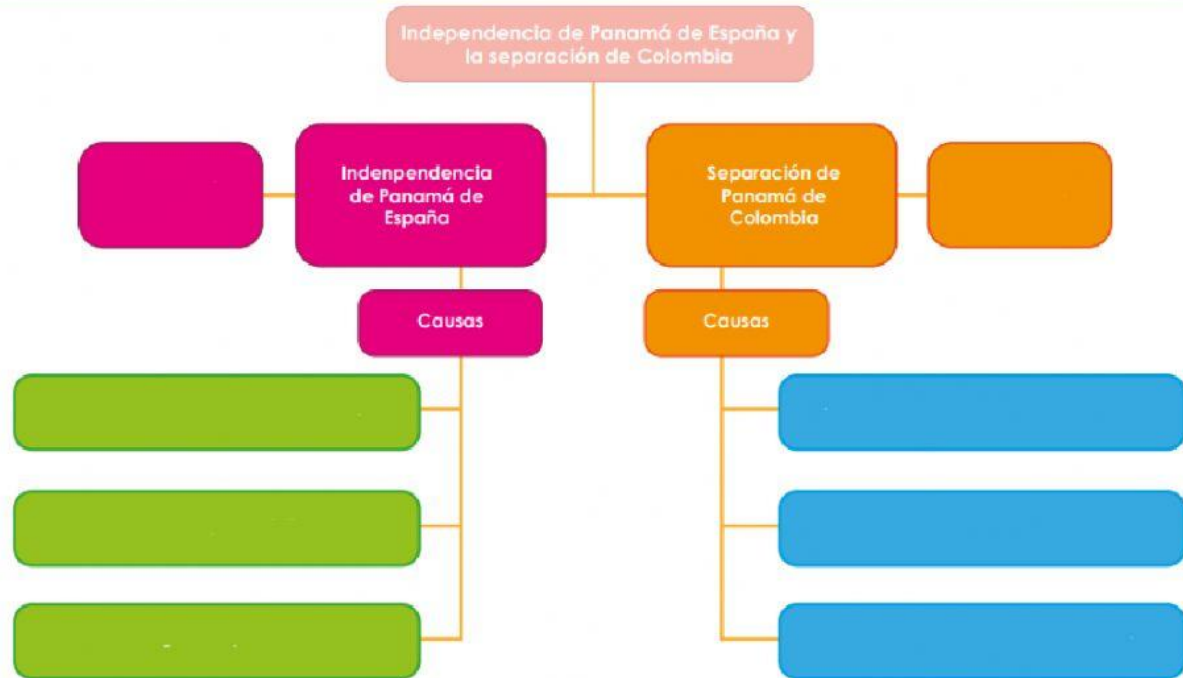 Independencia de Panamá de España y
la separación de Colombia
Indenpendencia
de Panamá de
España
Separación de
Panamá de
Colombia
Causas
Causas